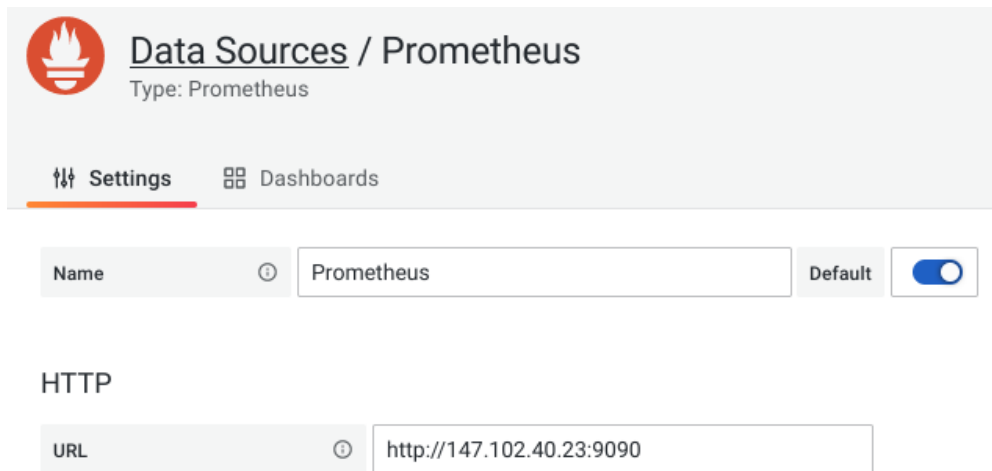 Data Sources / Prometheus
Type: Prometheus
Settings Dashboards
Name Prometheus Default
HTTP
URL http://147.102.40.23:9090